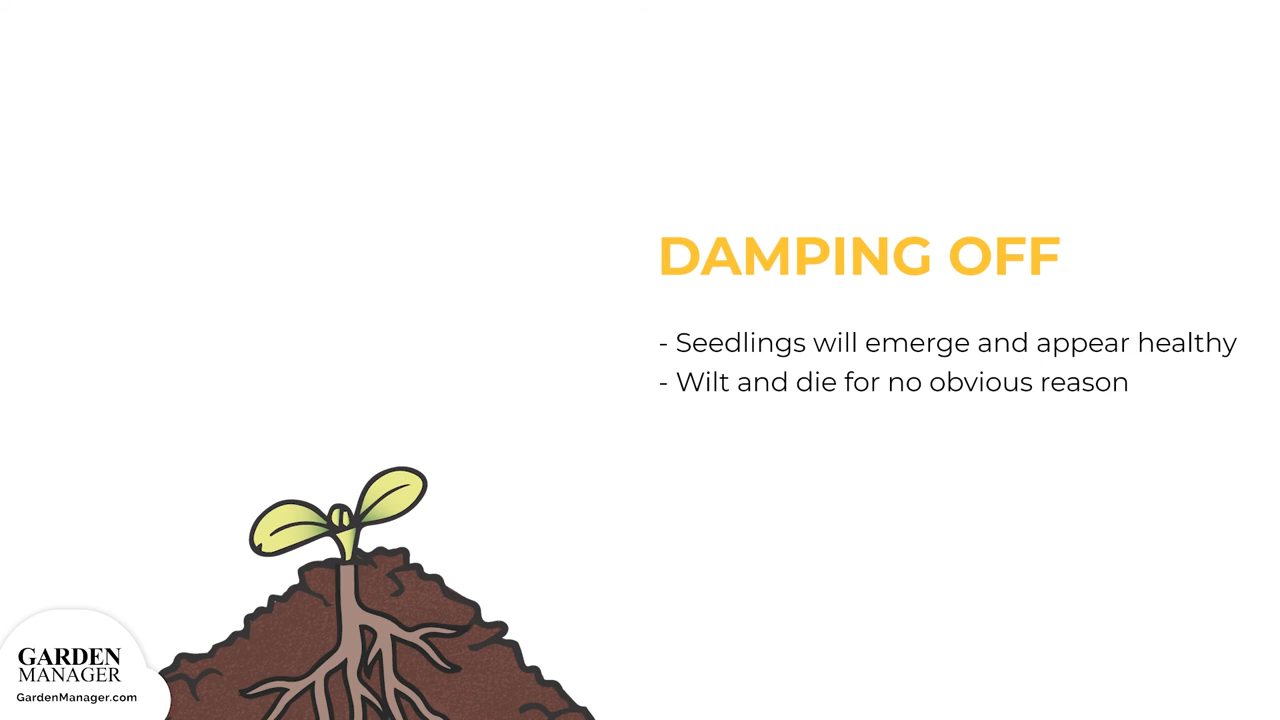 DAMPING OFF
- Seedlings will emerge and appear healthy
- Wilt and die for no obvious reason
GARDEN
MANAGER
GardenManager.com